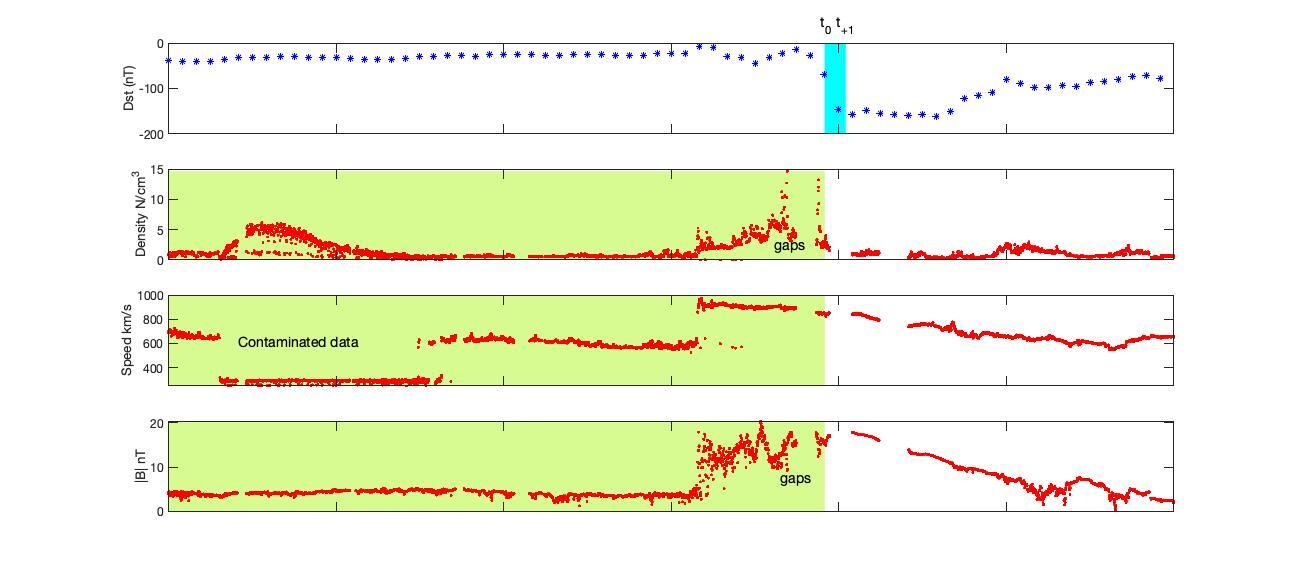 t0 t+1
0
-100
-200
Dst (nT)
15
10
5
0
Density N/cm3
gaps
1000
800
600
400
Speed km/s
Contaminated data
20
10
0
|B| nT
gaps